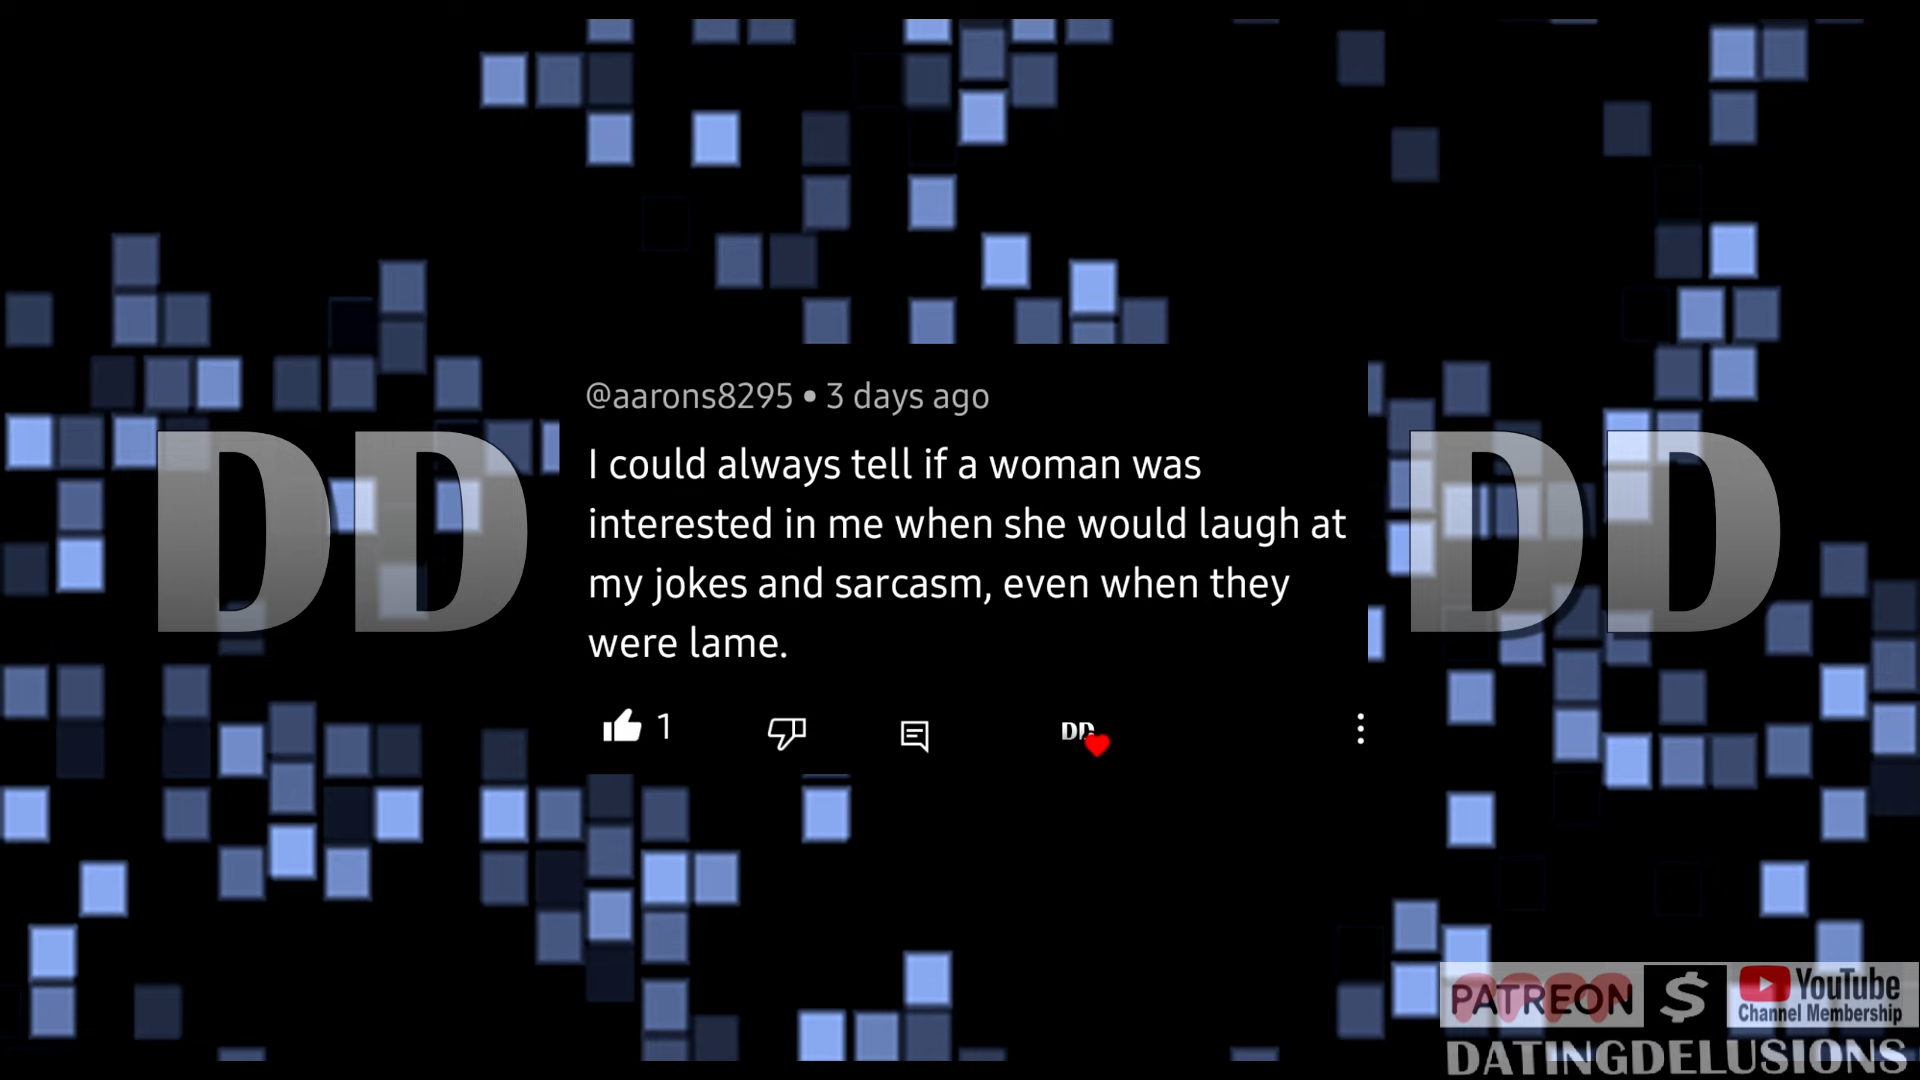 @aarons8295 • 3 days ago
I could always tell if a woman was
interested in me when she would laugh at
my jokes and sarcasm, even when they
were lame.
DD
DD
1
DD
PATREON $ YouTube
Channel Membership
DATINGDELUSIONS